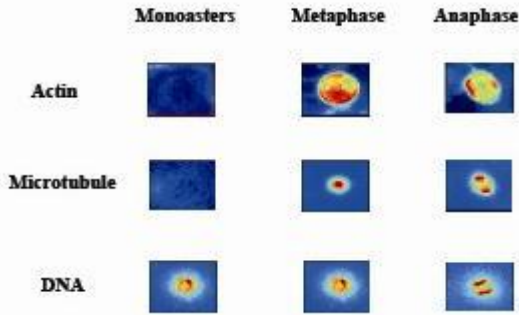 Monoasters Metaphase Anaphase
Actin
Microtubule
DNA